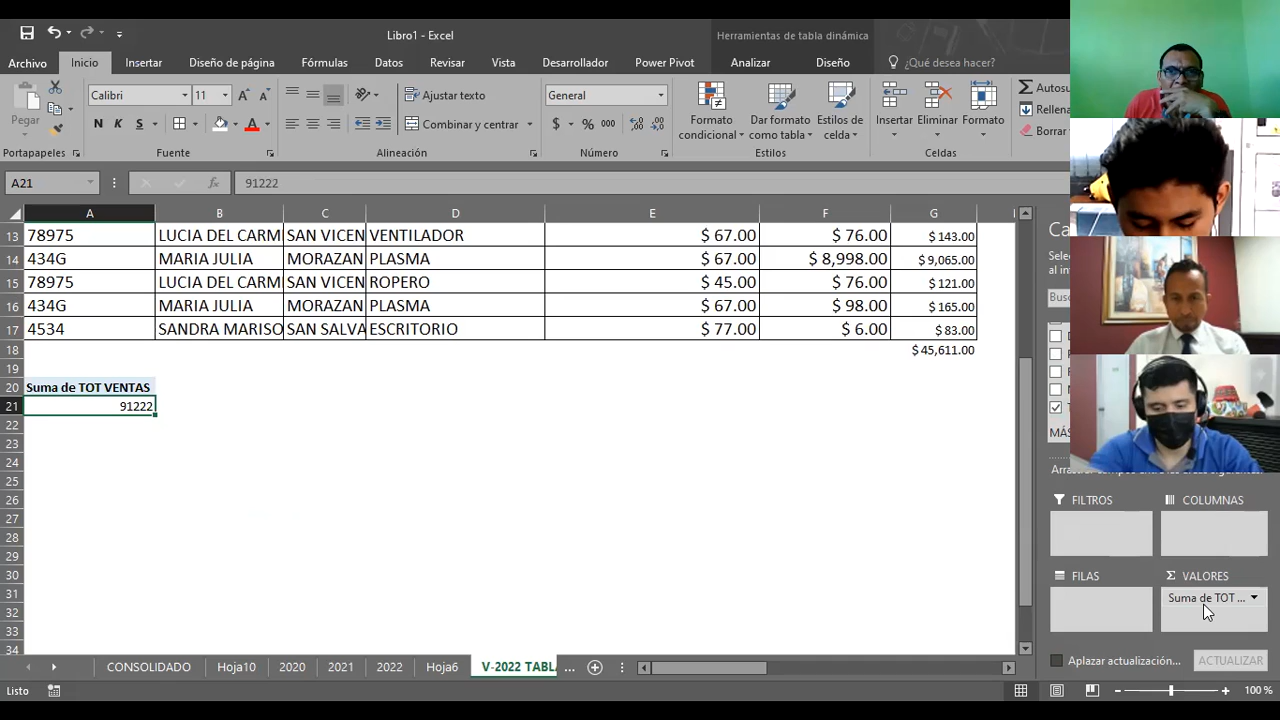 Libro1 - Excel
Herramientas de tabla dinámica
Archivo Inicio Insertar Diseño de página Fórmulas Datos Revisar Vista Desarrollador Power Pivot Analizar Diseño ¿Qué desea hacer?
Pegar
Calibri 11
Ajustar texto
General
N K S
Combinar y centrar
$ % 000
Formato condicional
Dar formato como tabla
Estilos de celda
Insertar Eliminar Formato
Rellena
Borrar
Portapapeles Fuente Alineación Número Estilos Celdas
A21 fx 91222
A B C D E F G
13 78975 LUCIA DEL CARM SAN VICEN VENTILADOR $ 67.00 $ 76.00 $ 143.00
14 434G MARIA JULIA MORAZAN PLASMA $ 67.00 $ 8,998.00 $ 9,065.00
15 78975 LUCIA DEL CARM SAN VICEN ROPERO $ 45.00 $ 76.00 $ 121.00
16 434G MARIA JULIA MORAZAN PLASMA $ 67.00 $ 98.00 $ 165.00
17 4534 SANDRA MARISO SAN SALVA ESCRITORIO $ 77.00 $ 6.00 $ 83.00
18 $ 45,611.00
19
20 Suma de TOT VENTAS
21 91222
22
23
24
25
26
27
28
29
30
31
32
33
34
FILTROS COLUMNAS
FILAS Σ VALORES
Suma de TOT ...
Aplazar actualización... ACTUALIZAR
CONSOLIDADO Hoja10 2020 2021 2022 Hoja6 V-2022 TABLA ...
Listo
100 %